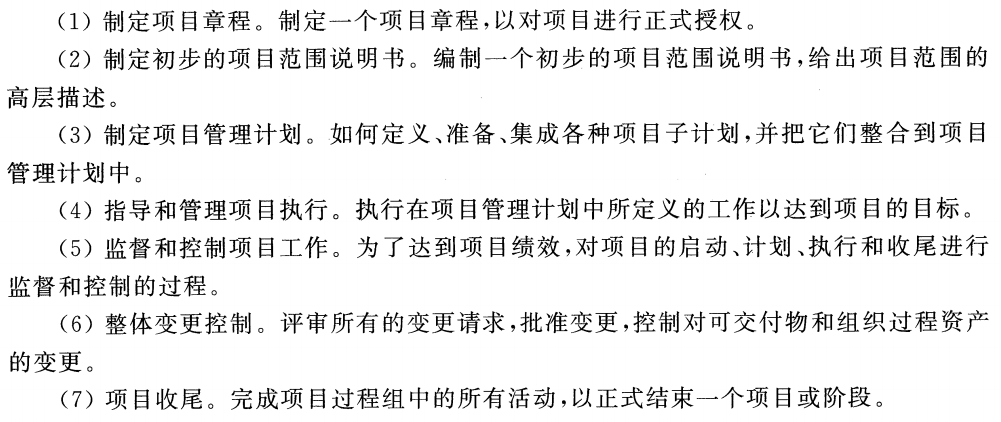 (1) 制定项目章程。制定一个项目章程,以对项目进行正式授权。
(2) 制定初步的项目范围说明书。编制一个初步的项目范围说明书,给出项目范围的
高层描述。
(3) 制定项目管理计划。如何定义、准备、集成各种项目子计划,并把它们整合到项目
管理计划中。
(4) 指导和管理项目执行。执行在项目管理计划中所定义的工作以达到项目的目标。
(5) 监督和控制项目工作。为了达到项目绩效,对项目的启动、计划、执行和收尾进行
监督和控制的过程。
(6) 整体变更控制。评审所有的变更请求,批准变更,控制对可交付物和组织过程资产
的变更。
(7) 项目收尾。完成项目过程组中的所有活动,以正式结束一个项目或阶段。